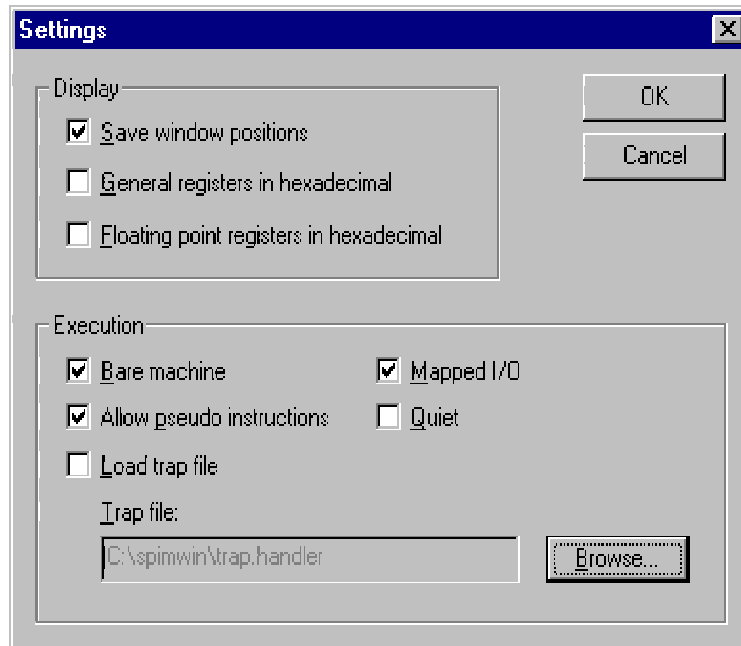 Settings
Display
OK
Save window positions
Cancel
General registers in hexadecimal
Floating point registers in hexadecimal
Execution
Bare machine
Mapped I/O
Allow pseudo instructions
Quiet
Load trap file
Trap file:
C:\spimwin\trap.handler
Browse...